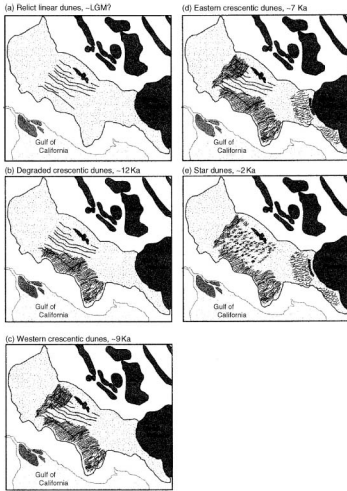 (a) Relict linear dunes, ~LGM?
Gulf of
California
(b) Degraded crescentic dunes, ~12 Ka
Gulf of
California
(c) Western crescentic dunes, ~9 Ka
Gulf of
California
(d) Eastern crescentic dunes, ~7 Ka
Gulf of
California
(e) Star dunes, ~2 Ka
Gulf of
California